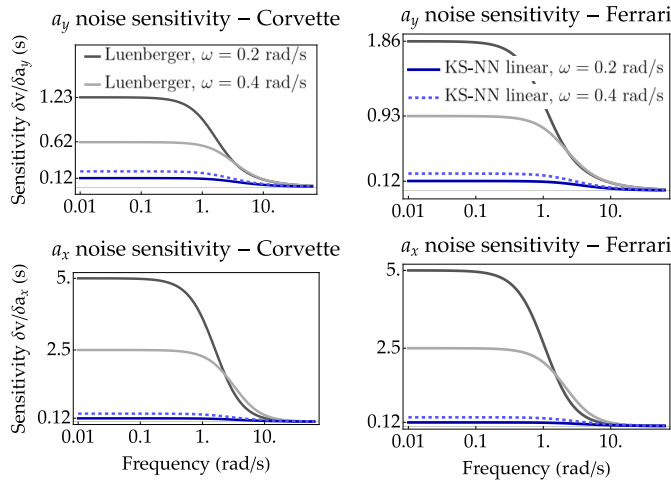 a_y noise sensitivity – Corvette
Sensitivity δv/δa_y (s)
1.23
0.62
0.12
Luenberger, ω = 0.2 rad/s
Luenberger, ω = 0.4 rad/s
0.01 0.1 1. 10.
a_y noise sensitivity – Ferrari
1.86
0.93
0.12
KS-NN linear, ω = 0.2 rad/s
KS-NN linear, ω = 0.4 rad/s
0.01 0.1 1. 10.
a_x noise sensitivity – Corvette
Sensitivity δv/δa_x (s)
5.
2.5
0.12
0.01 0.1 1. 10.
Frequency (rad/s)
a_x noise sensitivity – Ferrari
5.
2.5
0.12
0.01 0.1 1. 10.
Frequency (rad/s)